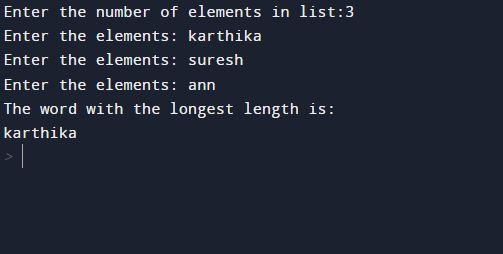 Enter the number of elements in list:3
Enter the elements: karthika
Enter the elements: suresh
Enter the elements: ann
The word with the longest length is:
karthika
>